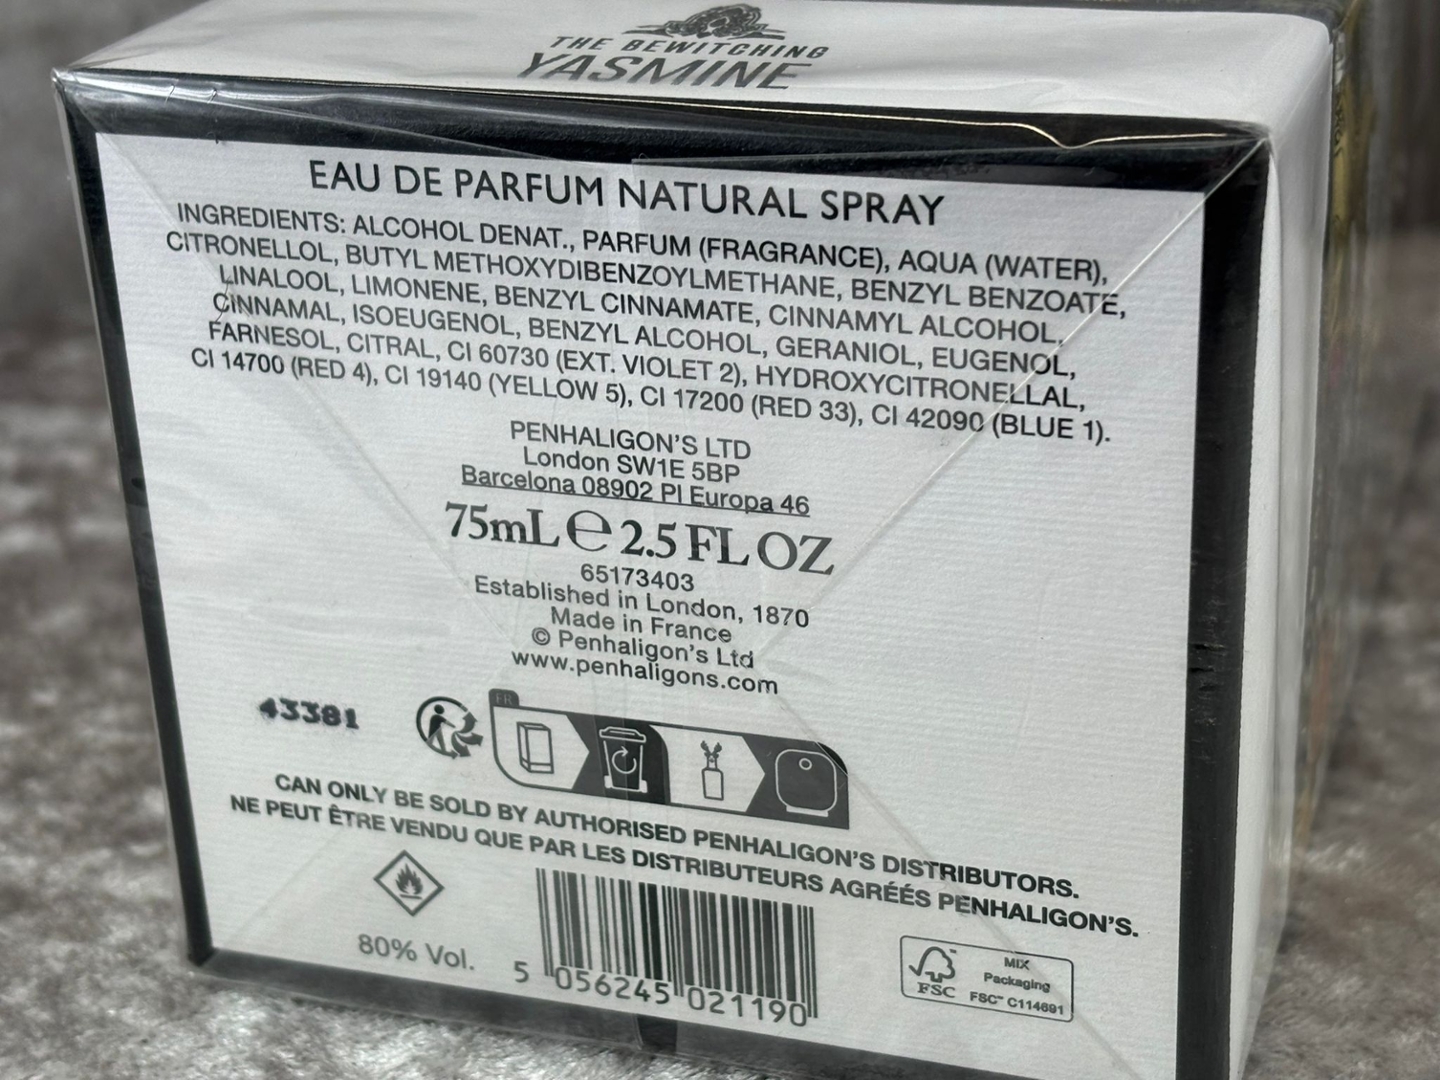 THE BEWITCHING
YASMINE
EAU DE PARFUM NATURAL SPRAY
INGREDIENTS: ALCOHOL DENAT., PARFUM (FRAGRANCE), AQUA (WATER),
CITRONELLOL, BUTYL METHOXYDIBENZOYLMETHANE, BENZYL BENZOATE,
LINALOOL, LIMONENE, BENZYL CINNAMATE, CINNAMYL ALCOHOL,
CINNAMAL, ISOEUGENOL, BENZYL ALCOHOL, GERANIOL, EUGENOL,
FARNESOL, CITRAL, CI 60730 (EXT. VIOLET 2), HYDROXYCITRONELLAL,
CI 14700 (RED 4), CI 19140 (YELLOW 5), CI 17200 (RED 33), CI 42090 (BLUE 1).
PENHALIGON'S LTD
London SW1E 5BP
Barcelona 08902 Pl Europa 46
75mL ℮ 2.5 FL OZ
65173403
Established in London, 1870
Made in France
© Penhaligon's Ltd
www.penhaligons.com
FR
43381
CAN ONLY BE SOLD BY AUTHORISED PENHALIGON'S DISTRIBUTORS.
NE PEUT ÊTRE VENDU QUE PAR LES DISTRIBUTEURS AGRÉÉS PENHALIGON'S.
80% Vol.
5 056245 021190
FSC
MIX
Packaging
FSC™ C114691